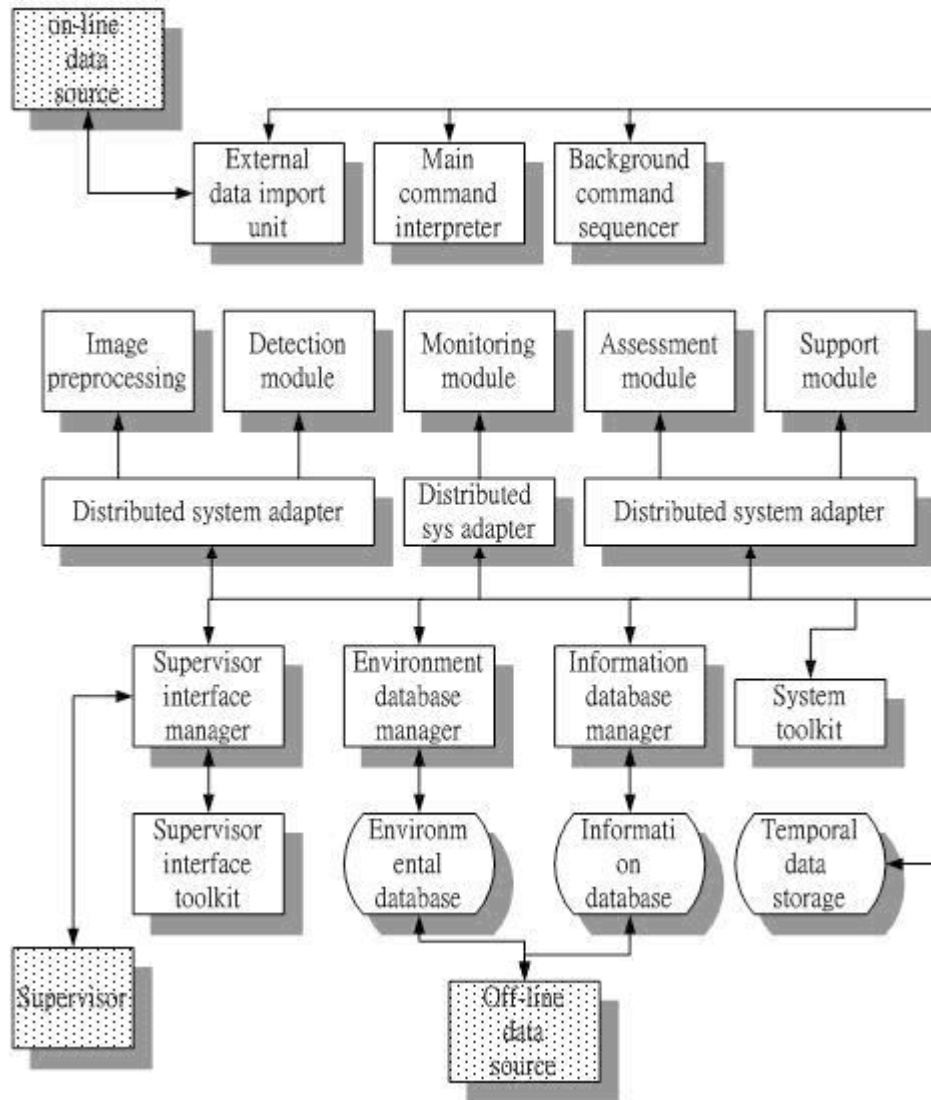 on-line
data
source
External
data import
unit
Main
command
interpreter
Background
command
sequencer
Image
preprocessing
Detection
module
Monitoring
module
Assessment
module
Support
module
Distributed system adapter
Distributed
sys adapter
Distributed system adapter
Supervisor
interface
manager
Environment
database
manager
Information
database
manager
System
toolkit
Supervisor
interface
toolkit
Environm
ental
database
Informati
on
database
Temporal
data
storage
Supervisor
Off-line
data
source